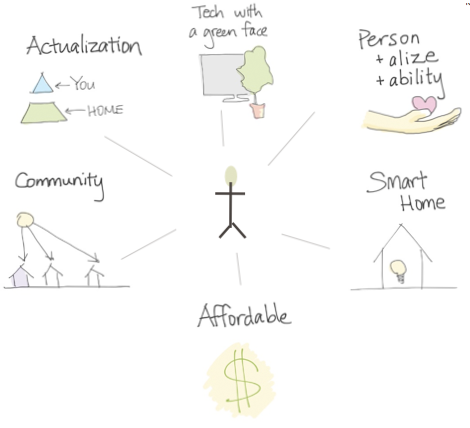 Tech with
a green face
Actualization
← You
← HOME
Person
+ alize
+ ability
Community
Smart
Home
Affordable
$